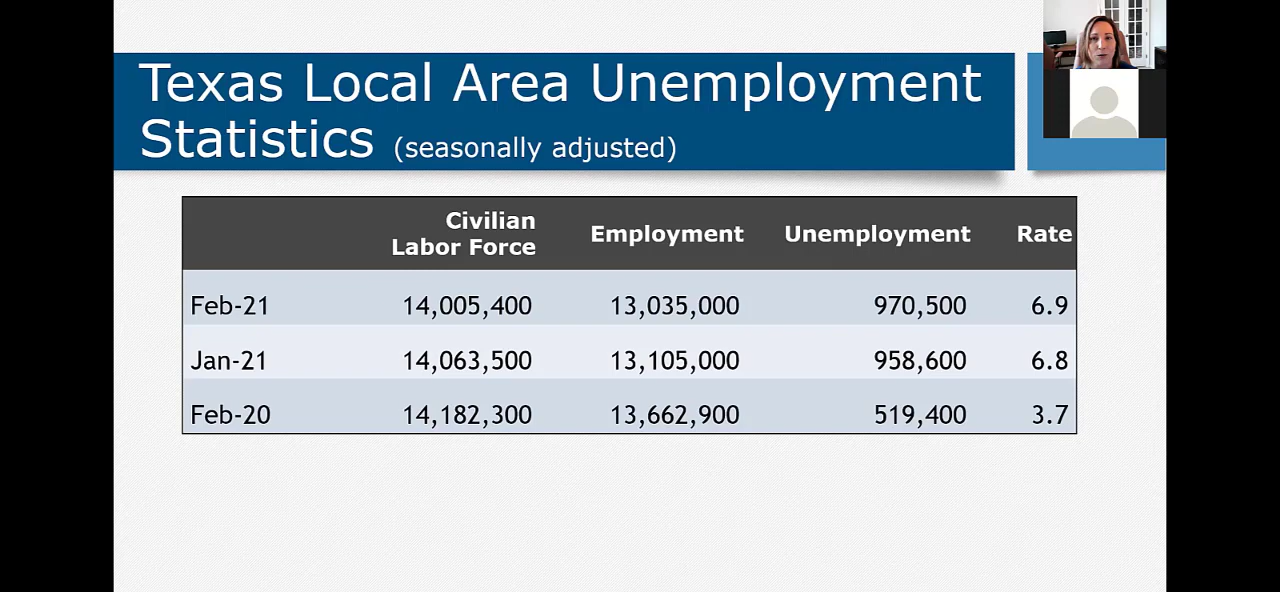 Texas Local Area Unemployment
Statistics (seasonally adjusted)
Civilian Labor Force Employment Unemployment Rate
Feb-21 14,005,400 13,035,000 970,500 6.9
Jan-21 14,063,500 13,105,000 958,600 6.8
Feb-20 14,182,300 13,662,900 519,400 3.7